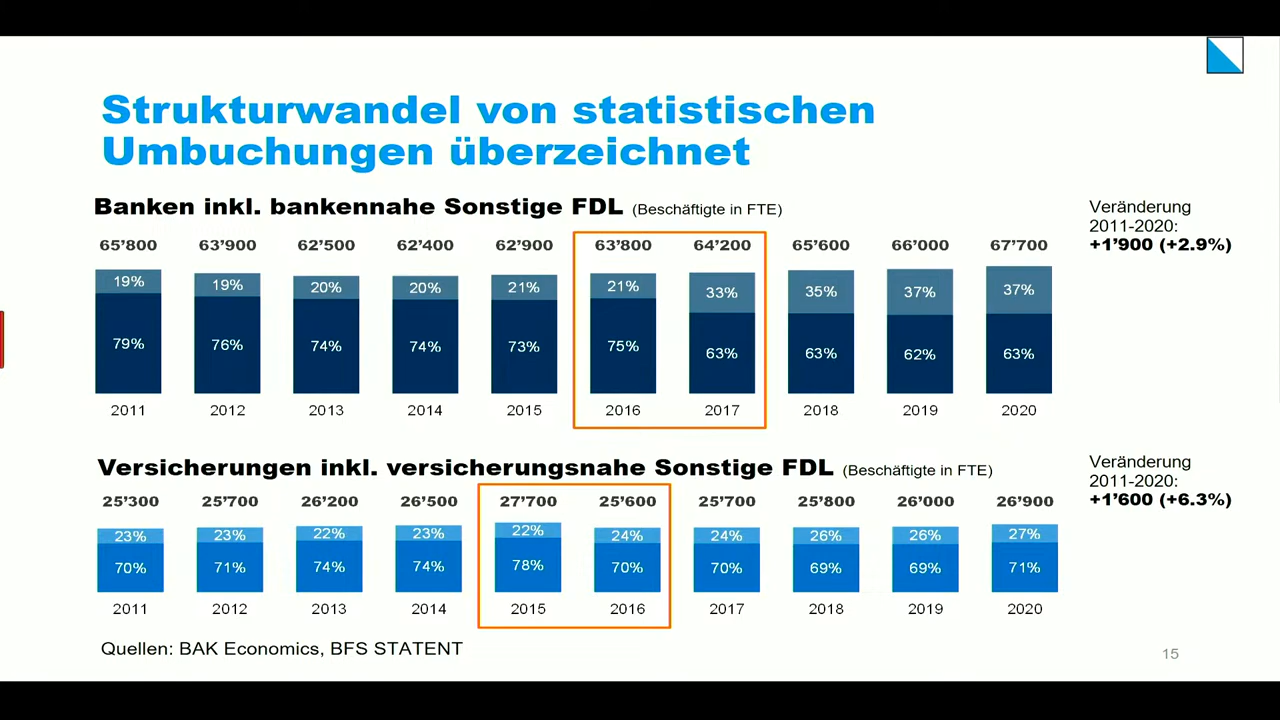 Strukturwandel von statistischen
Umbuchungen überzeichnet
Banken inkl. bankennahe Sonstige FDL (Beschäftigte in FTE)
Veränderung
2011-2020:
+1'900 (+2.9%)
65'800 63'900 62'500 62'400 62'900 63'800 64'200 65'600 66'000 67'700
19% 19% 20% 20% 21% 21% 33% 35% 37% 37%
79% 76% 74% 74% 73% 75% 63% 63% 62% 63%
2011 2012 2013 2014 2015 2016 2017 2018 2019 2020
Versicherungen inkl. versicherungsnahe Sonstige FDL (Beschäftigte in FTE)
Veränderung
2011-2020:
+1'600 (+6.3%)
25'300 25'700 26'200 26'500 27'700 25'600 25'700 25'800 26'000 26'900
23% 23% 22% 23% 22% 24% 24% 26% 26% 27%
70% 71% 74% 74% 78% 70% 70% 69% 69% 71%
2011 2012 2013 2014 2015 2016 2017 2018 2019 2020
Quellen: BAK Economics, BFS STATENT
15